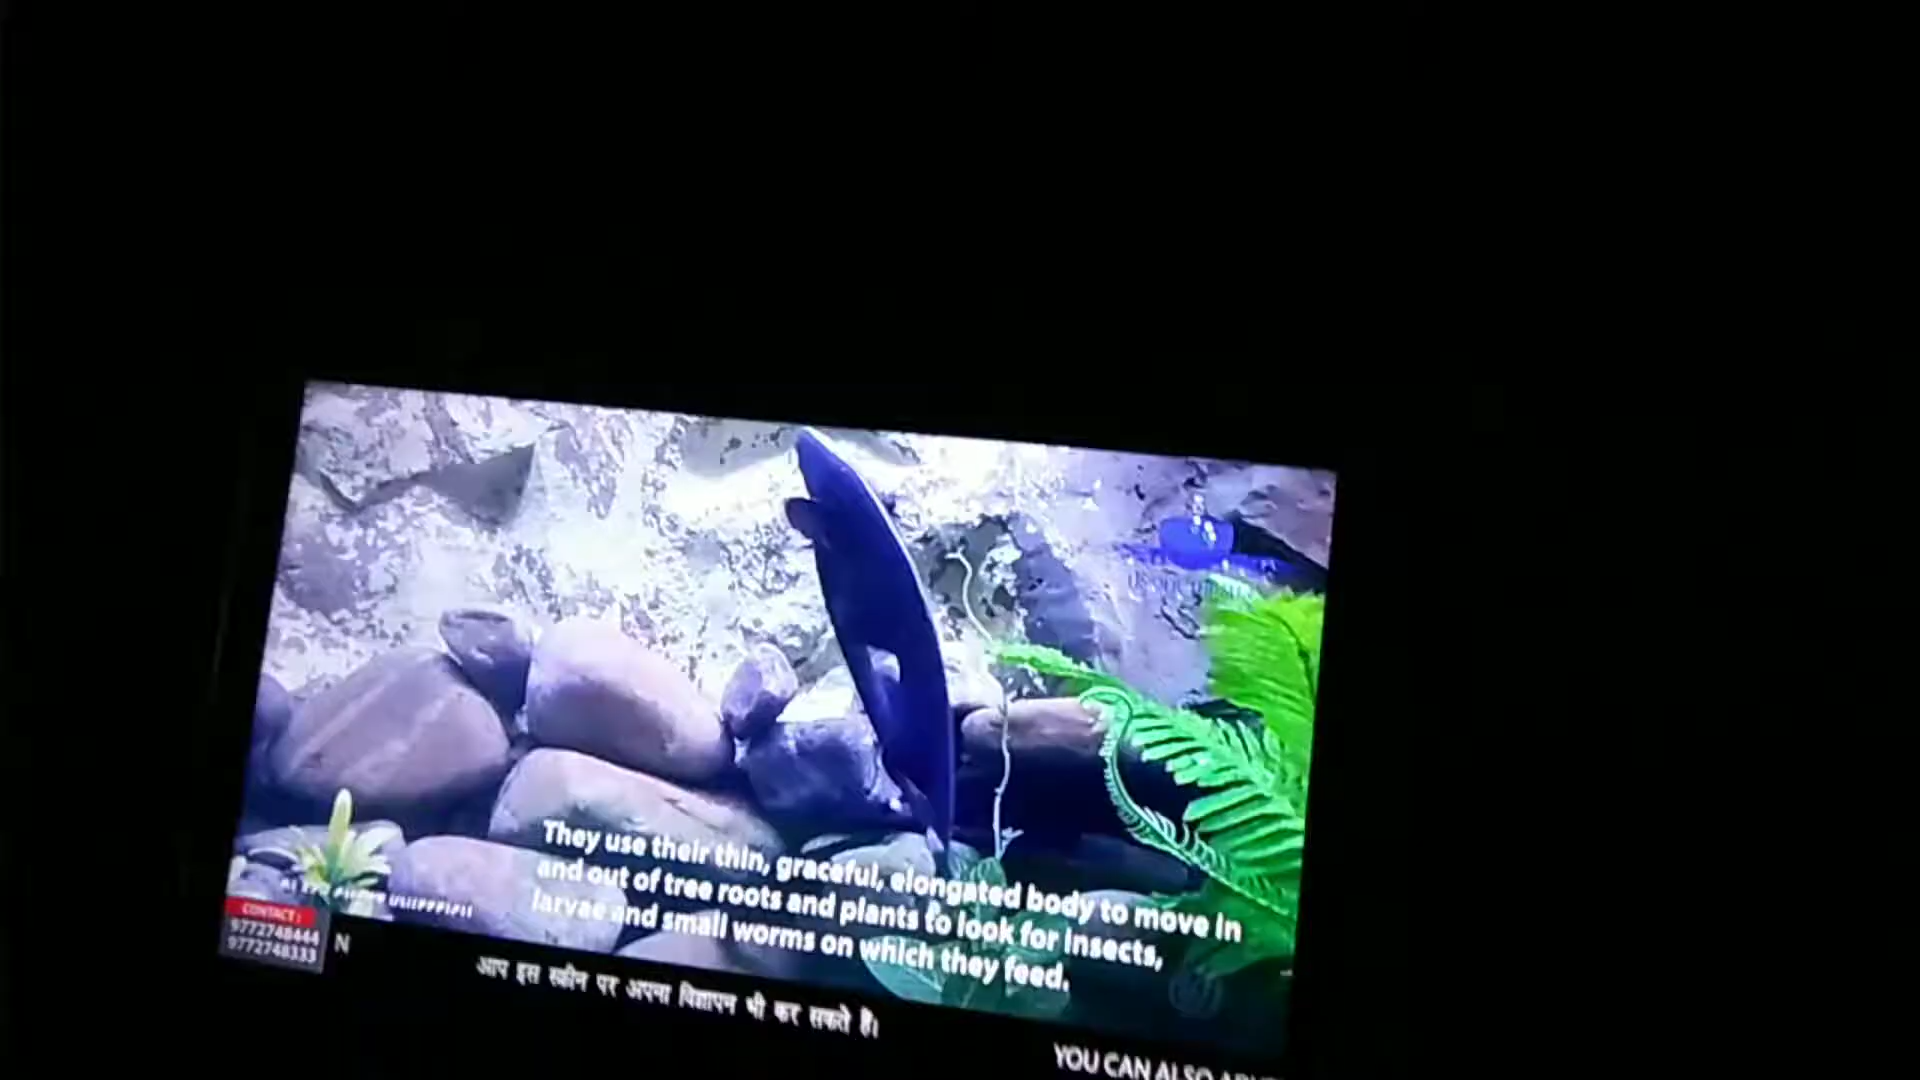 They use their thin, graceful, elongated body to move in
and out of tree roots and plants to look for insects,
larvae and small worms on which they feed.
CONTACT :
9772748444
9772748333
N
आप इस स्क्रीन पर अपना विज्ञापन भी कर सकते है।
YOU CAN ALSO